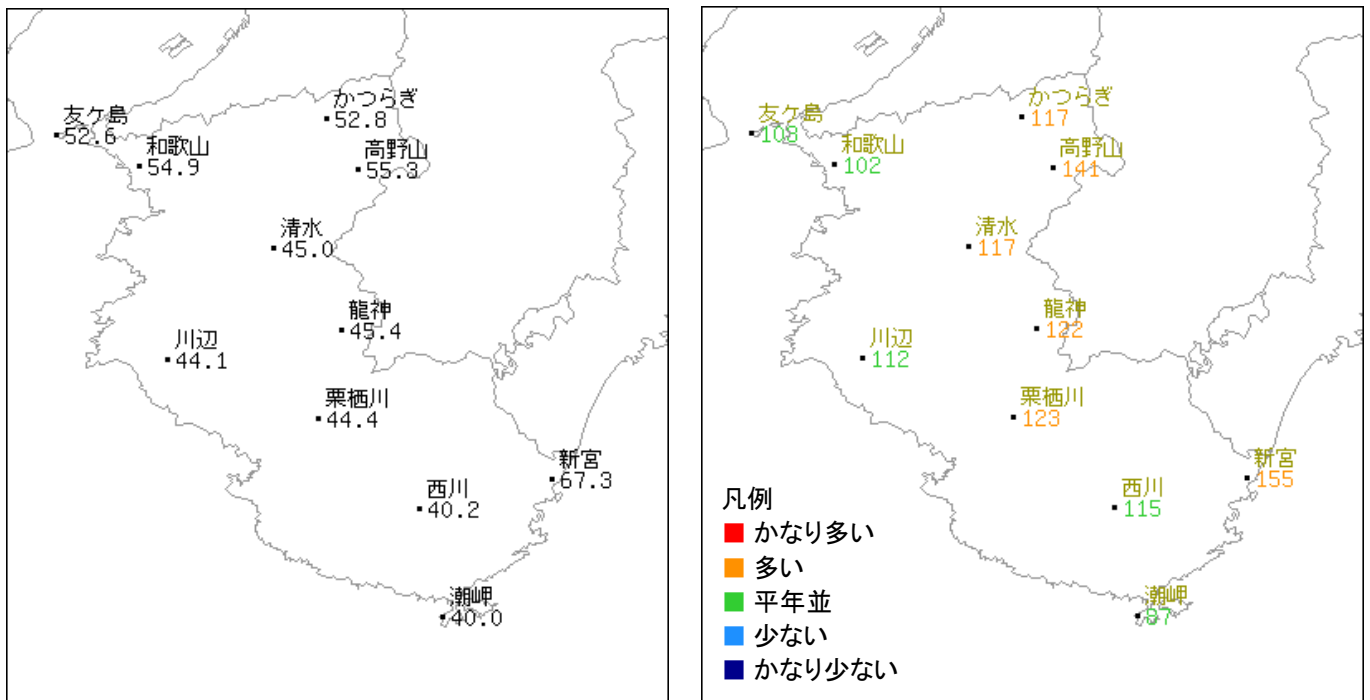 友ケ島
52.6
和歌山
54.9
かつらぎ
52.8
高野山
55.3
清水
45.0
龍神
45.4
川辺
44.1
栗栖川
44.4
新宮
67.3
西川
40.2
潮岬
40.0
友ケ島
108
和歌山
102
かつらぎ
117
高野山
141
清水
117
龍神
122
川辺
112
栗栖川
123
新宮
155
西川
115
潮岬
97
凡例
かなり多い
多い
平年並
少ない
かなり少ない